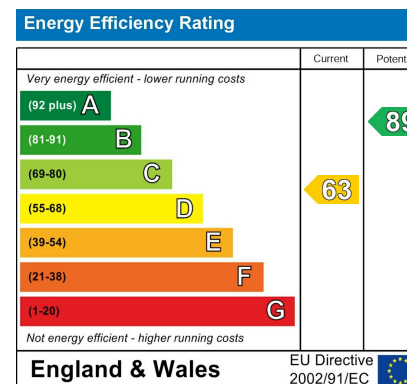 Energy Efficiency Rating
Current
Potent
Very energy efficient - lower running costs
(92 plus) A
(81-91) B
89
(69-80) C
63
(55-68) D
(39-54) E
(21-38) F
(1-20) G
Not energy efficient - higher running costs
England & Wales
EU Directive
2002/91/EC